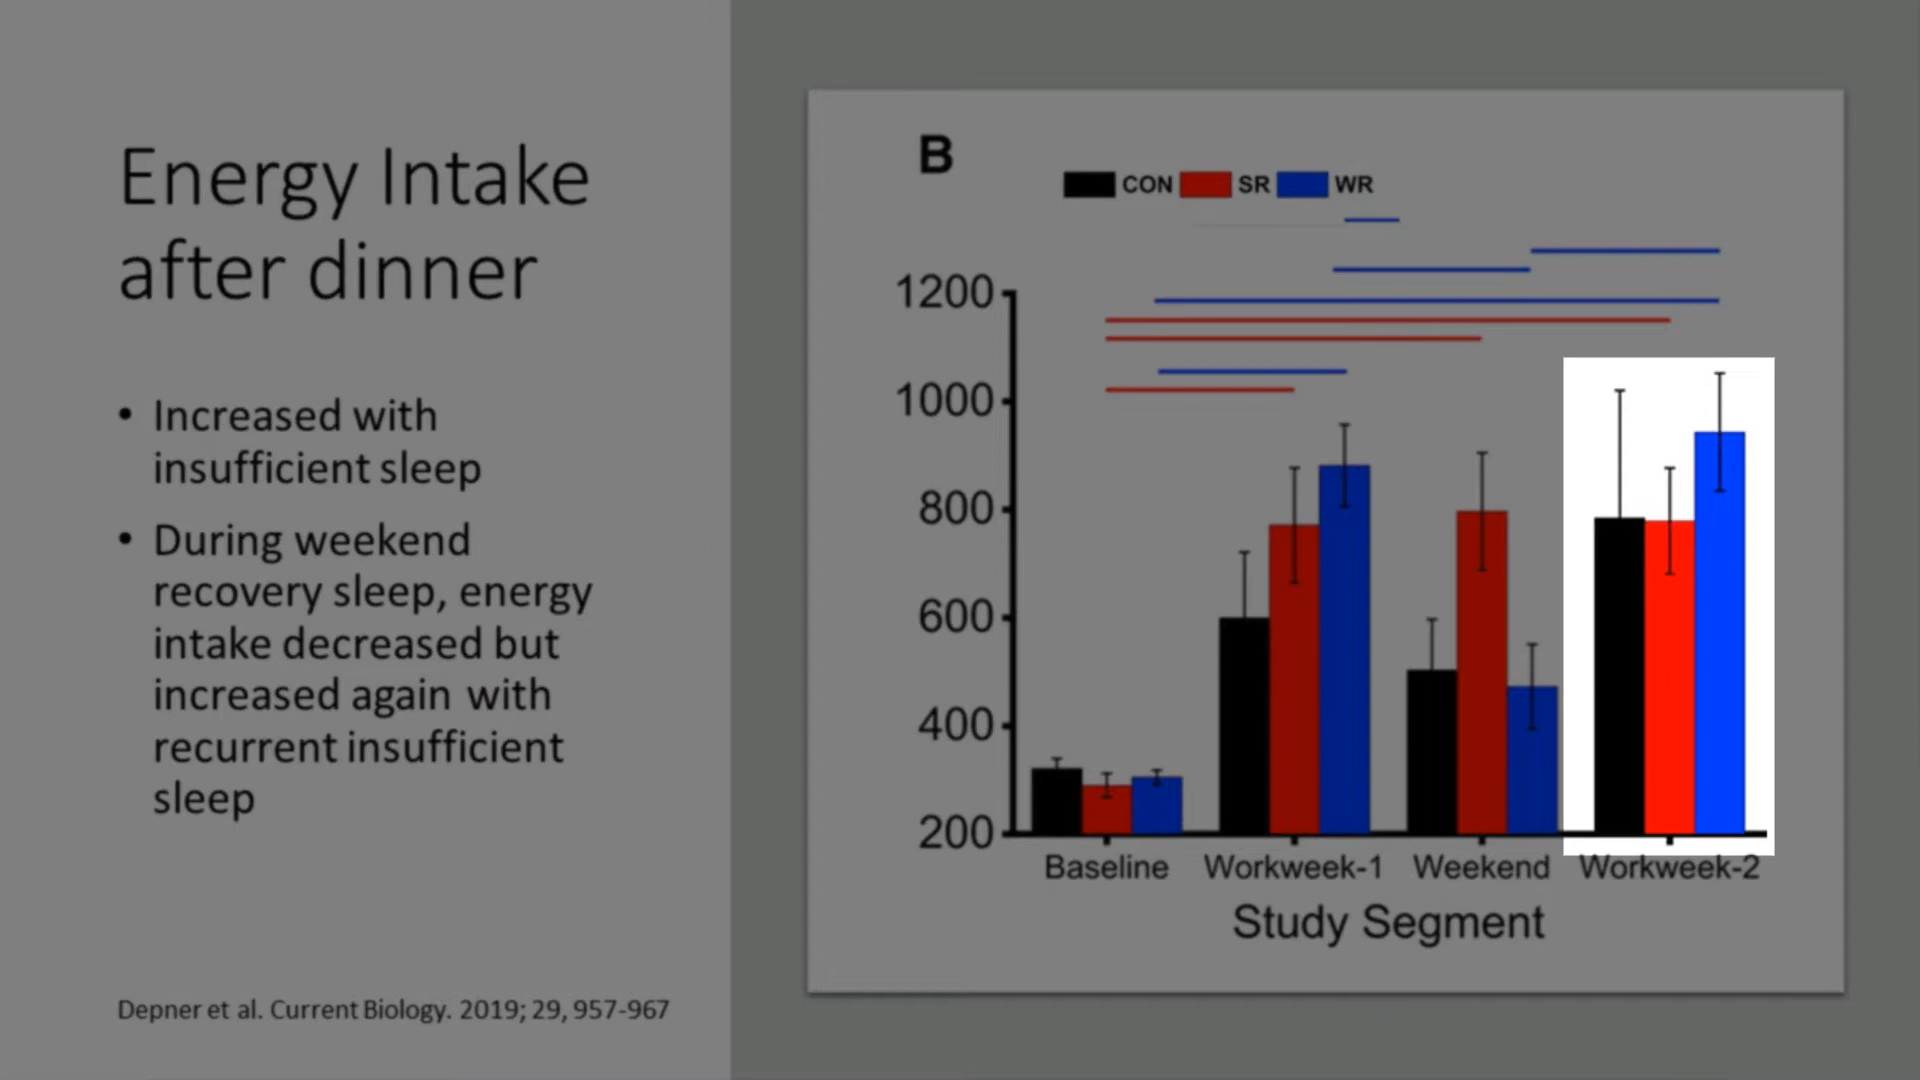 Energy Intake
after dinner
• Increased with
insufficient sleep
• During weekend
recovery sleep, energy
intake decreased but
increased again with
recurrent insufficient
sleep
Depner et al. Current Biology. 2019; 29, 957-967
B
CON SR WR
1200
1000
800
600
400
200
Baseline Workweek-1 Weekend Workweek-2
Study Segment